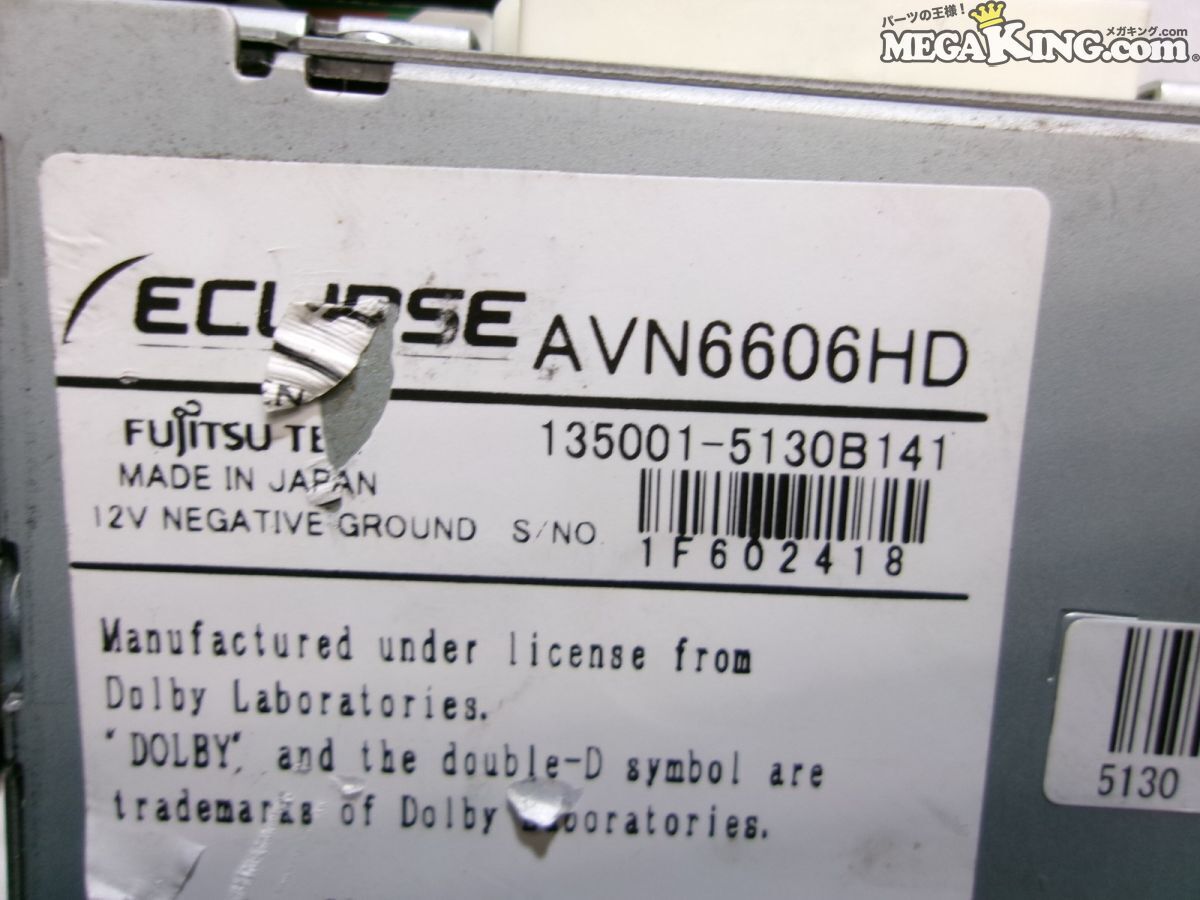 パーツの王様！
メガキング.com
MEGAKING.com®
ECLIPSE AVN6606HD
FUJITSU
135001-5130B141
MADE IN JAPAN
12V NEGATIVE GROUND S/NO.
1F602418
Manufactured under license from
Dolby Laboratories.
"DOLBY", and the double-D symbol are
trademarks of Dolby Laboratories.
5130